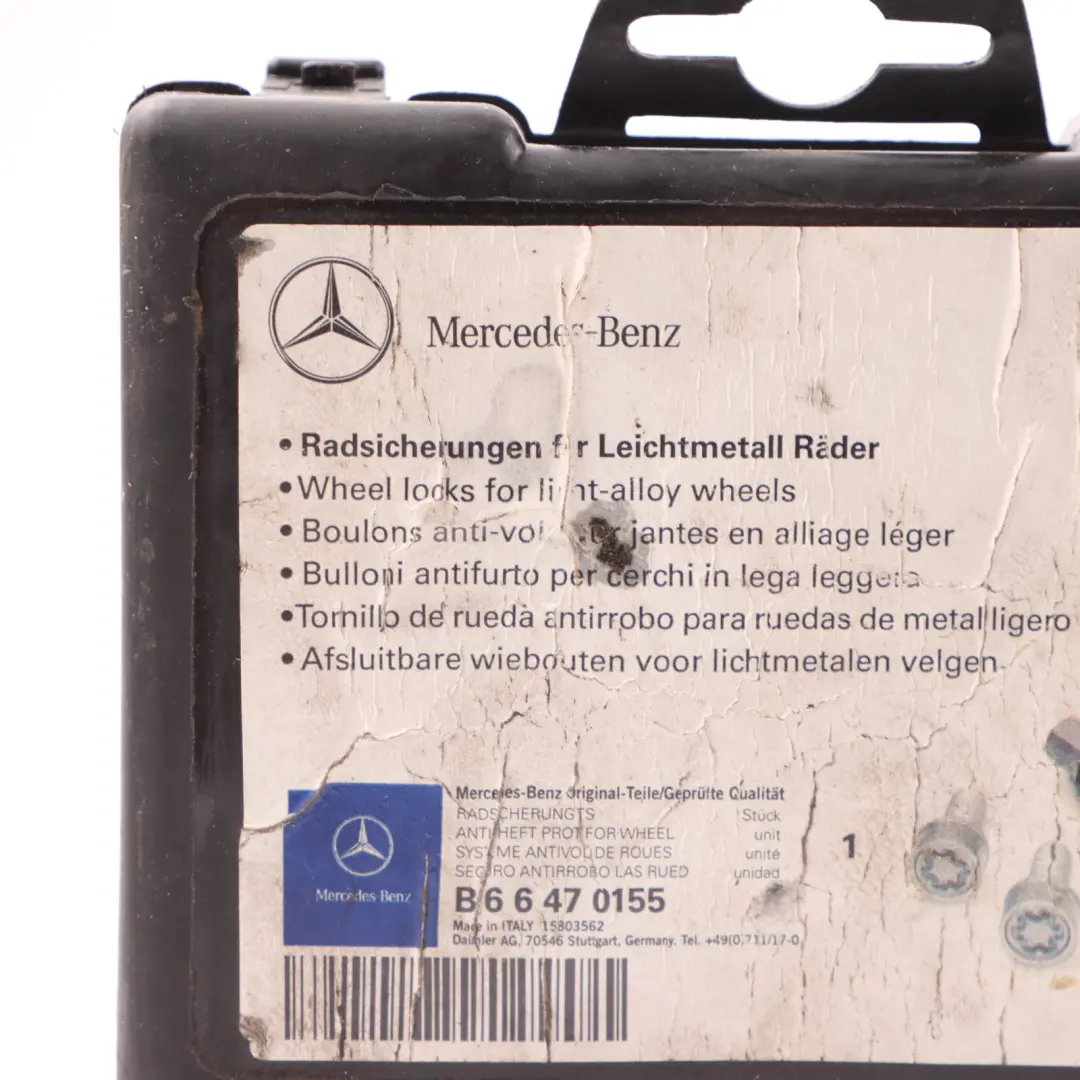 Mercedes-Benz
• Radsicherungen für Leichtmetall Räder
• Wheel locks for light-alloy wheels
• Boulons anti-vol jantes en alliage léger
• Bulloni antifurto per cerchi in lega leggera
• Tornillo de rueda antirrobo para ruedas de metal ligero
• Afsluitbare wiebouten voor lichtmetalen velgen
Mercedes-Benz
Mercedes-Benz Original-Teile/Geprüfte Qualität
RADSCHERUNGTS Stück
ANTI HEFT PROT FOR WHEEL unit
SYSTEME ANTIVOL DE ROUES unité
SEGURO ANTIRROBO LAS RUED unidad
1
B 6 6 47 0155
Made in ITALY 15803562
Daimler AG, 70546 Stuttgart, Germany. Tel. +49(0)711/17-0